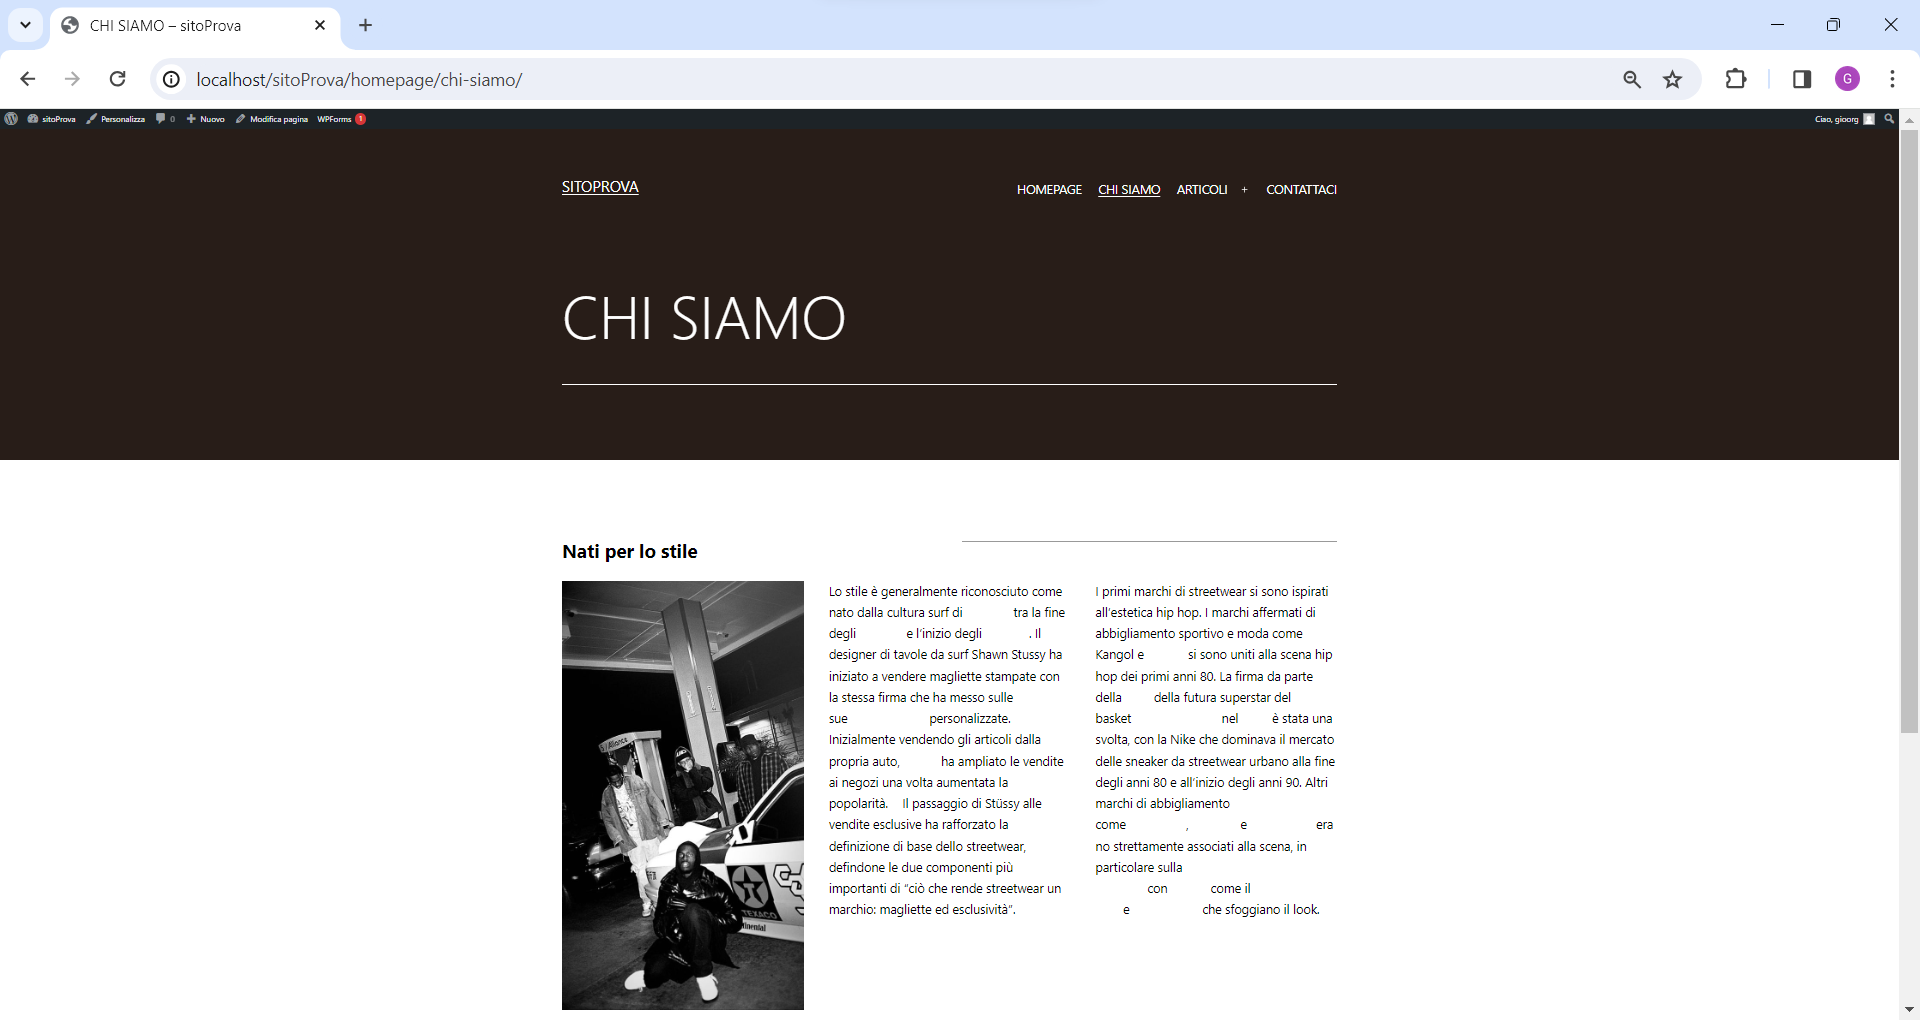 CHI SIAMO – sitoProva
localhost/sitoProva/homepage/chi-siamo/
G
sitoProva Personalizza 0 Nuovo Modifica pagina WPForms 1
Ciao, gioorg
SITOPROVA
HOMEPAGE CHI SIAMO ARTICOLI + CONTATTACI
CHI SIAMO
Nati per lo stile
Lo stile è generalmente riconosciuto come
nato dalla cultura surf di tra la fine
degli e l'inizio degli . Il
designer di tavole da surf Shawn Stussy ha
iniziato a vendere magliette stampate con
la stessa firma che ha messo sulle
sue personalizzate.
Inizialmente vendendo gli articoli dalla
propria auto, ha ampliato le vendite
ai negozi una volta aumentata la
popolarità. Il passaggio di Stüssy alle
vendite esclusive ha rafforzato la
definizione di base dello streetwear,
defindone le due componenti più
importanti di “ciò che rende streetwear un
marchio: magliette ed esclusività”.
I primi marchi di streetwear si sono ispirati
all'estetica hip hop. I marchi affermati di
abbigliamento sportivo e moda come
Kangol e si sono uniti alla scena hip
hop dei primi anni 80. La firma da parte
della della futura superstar del
basket nel è stata una
svolta, con la Nike che dominava il mercato
delle sneaker da streetwear urbano alla fine
degli anni 80 e all'inizio degli anni 90. Altri
marchi di abbigliamento
come , e era
no strettamente associati alla scena, in
particolare sulla
con come il
e che sfoggiano il look.
TEXACO